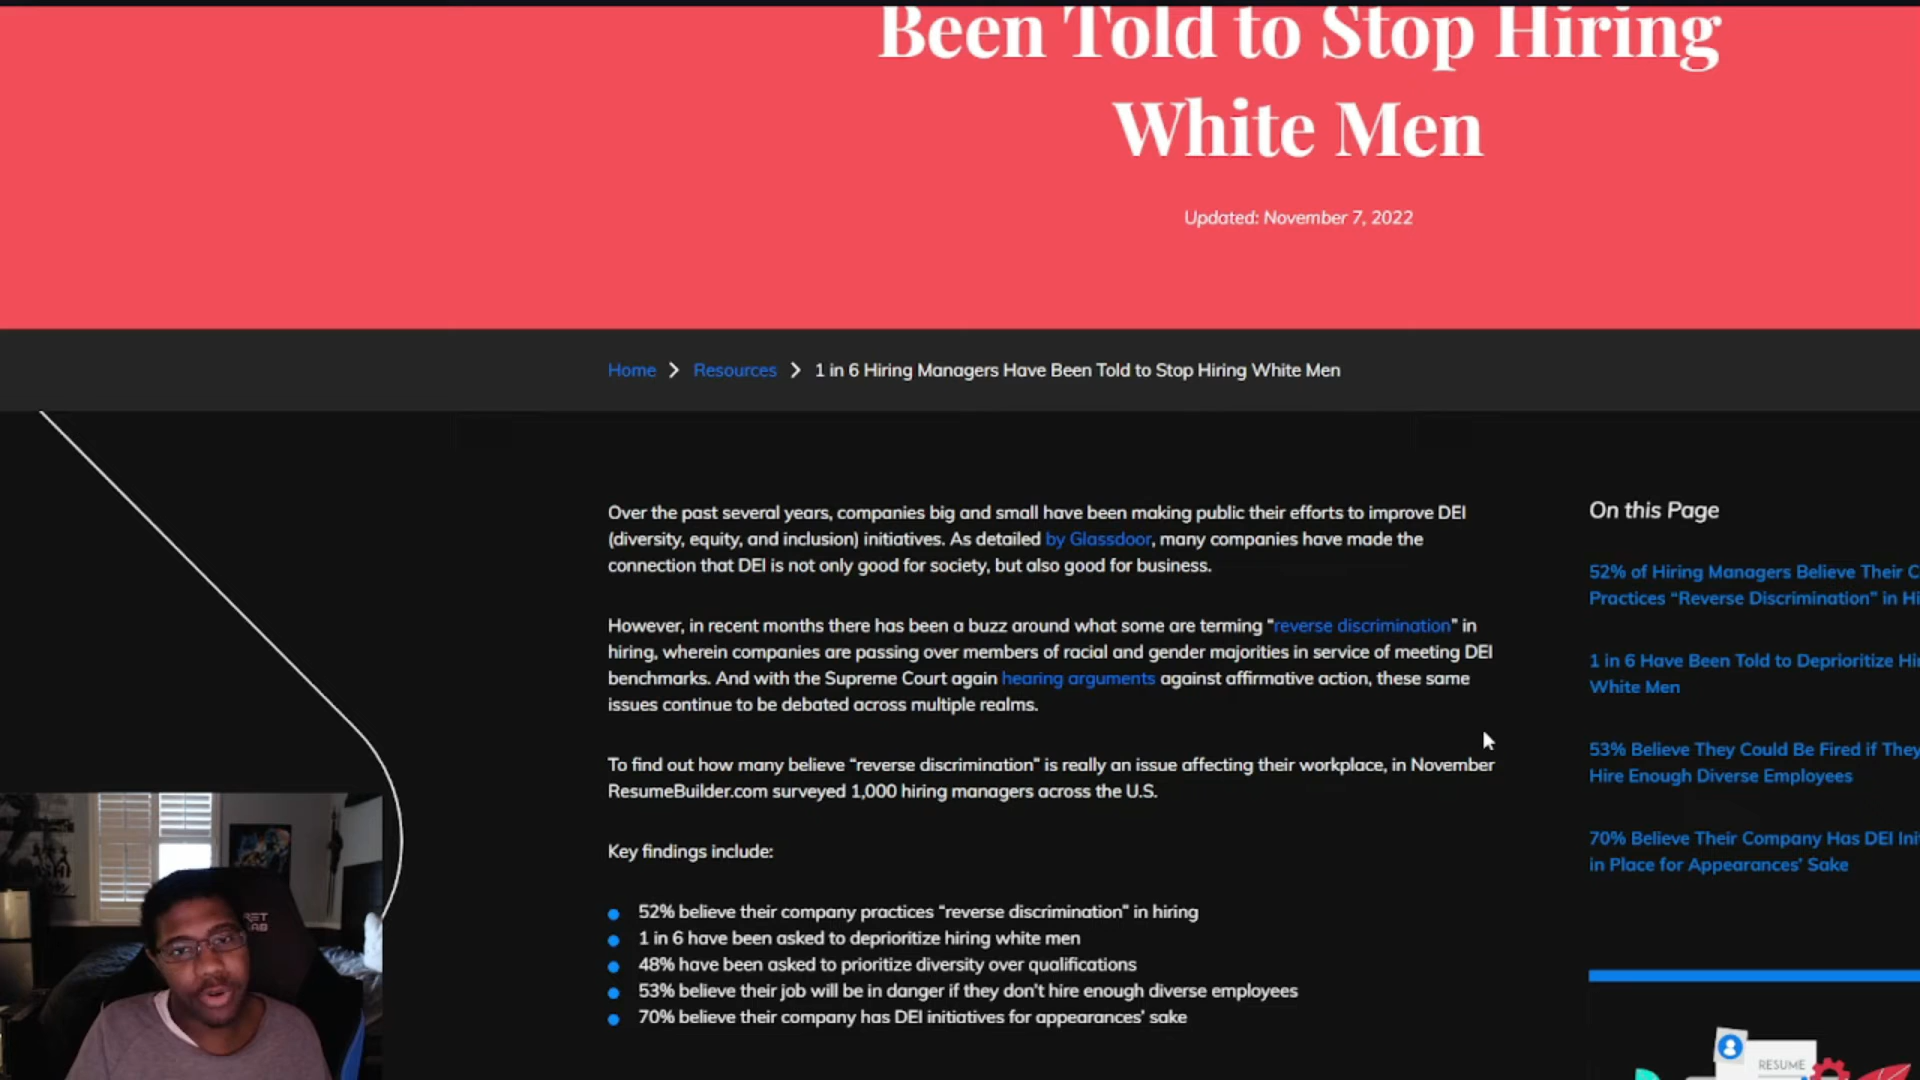 Been Told to Stop Hiring
White Men
Updated: November 7, 2022
Home > Resources > 1 in 6 Hiring Managers Have Been Told to Stop Hiring White Men
Over the past several years, companies big and small have been making public their efforts to improve DEI
(diversity, equity, and inclusion) initiatives. As detailed by Glassdoor, many companies have made the
connection that DEI is not only good for society, but also good for business.
However, in recent months there has been a buzz around what some are terming “reverse discrimination” in
hiring, wherein companies are passing over members of racial and gender majorities in service of meeting DEI
benchmarks. And with the Supreme Court again hearing arguments against affirmative action, these same
issues continue to be debated across multiple realms.
To find out how many believe “reverse discrimination” is really an issue affecting their workplace, in November
ResumeBuilder.com surveyed 1,000 hiring managers across the U.S.
Key findings include:
52% believe their company practices “reverse discrimination” in hiring
1 in 6 have been asked to deprioritize hiring white men
48% have been asked to prioritize diversity over qualifications
53% believe their job will be in danger if they don’t hire enough diverse employees
70% believe their company has DEI initiatives for appearances’ sake
On this Page
52% of Hiring Managers Believe Their C
Practices “Reverse Discrimination” in Hi
1 in 6 Have Been Told to Deprioritize Hi
White Men
53% Believe They Could Be Fired if They
Hire Enough Diverse Employees
70% Believe Their Company Has DEI Ini
in Place for Appearances’ Sake
RESUME